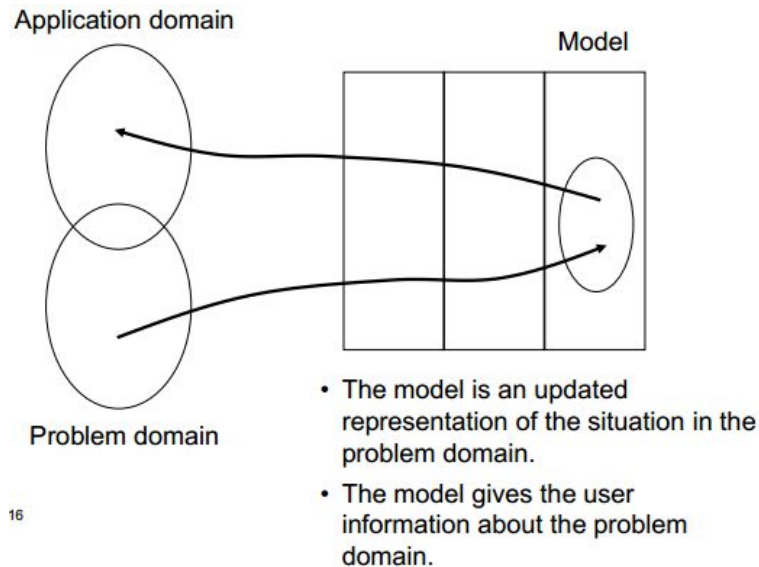 Application domain
Model
Problem domain
• The model is an updated
representation of the situation in the
problem domain.
• The model gives the user
information about the problem
domain.
16